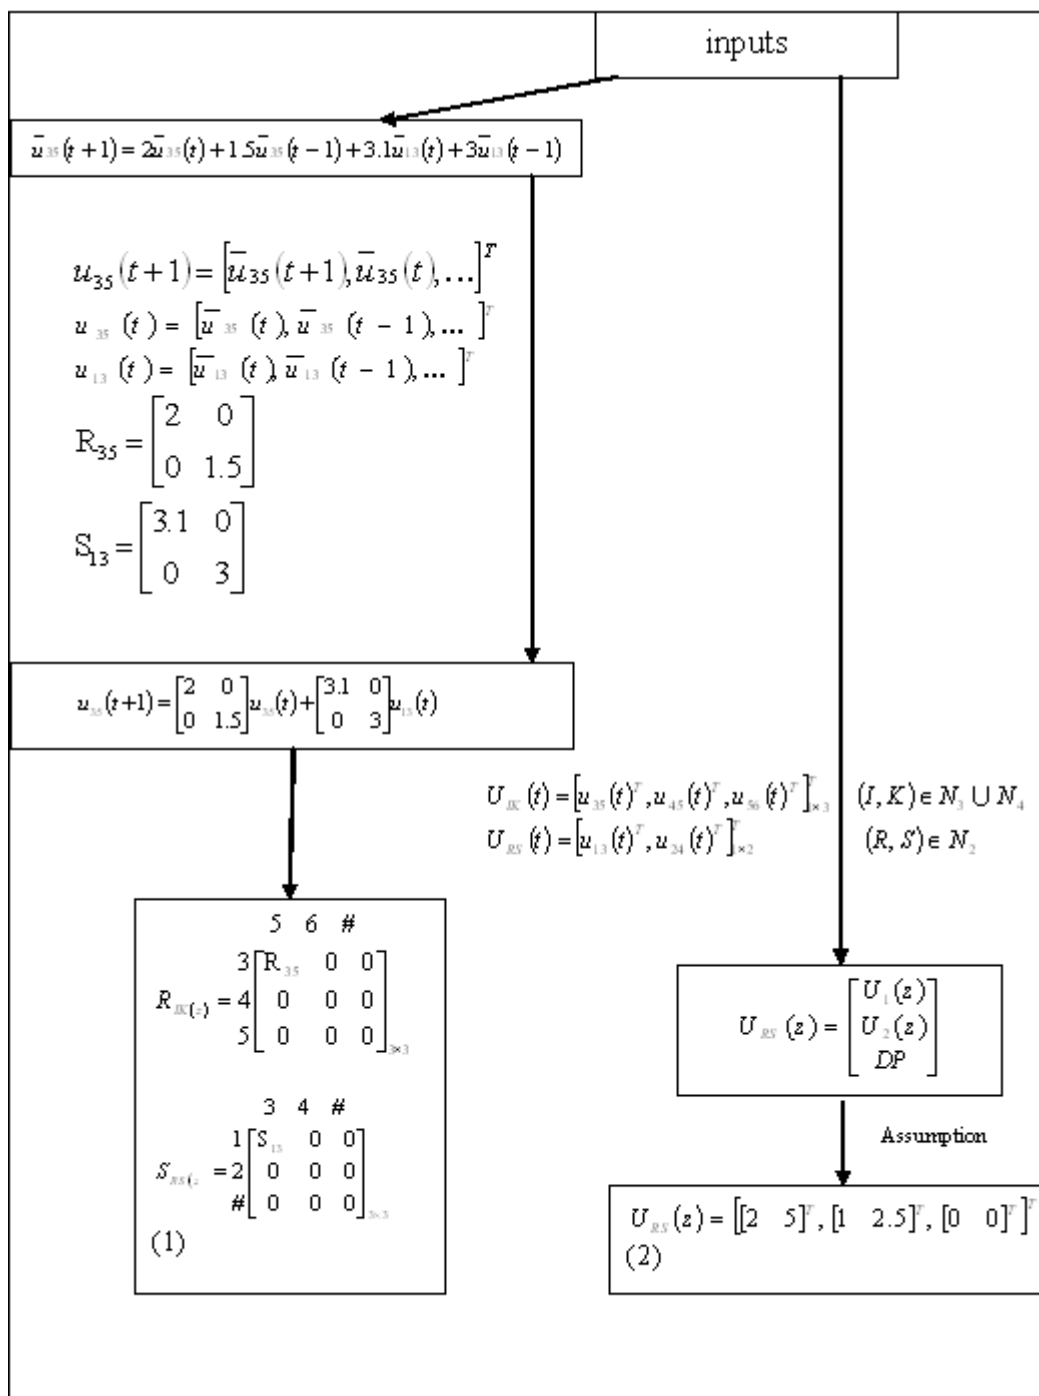 inputs
ū₃₅(t+1) = 2ū₃₅(t)+1.5ū₃₅(t−1)+3.1ū₁₃(t)+3ū₁₃(t−1)
u₃₅(t+1) = [ū₃₅(t+1), ū₃₅(t), ...]ᵀ
u₃₅(t) = [ū₃₅(t), ū₃₅(t−1), ...]ᵀ
u₁₃(t) = [ū₁₃(t), ū₁₃(t−1), ...]ᵀ
R₃₅ = [2 0
0 1.5]
S₁₃ = [3.1 0
0 3]
u₃₅(t+1) = [2 0
0 1.5] u₃₅(t) + [3.1 0
0 3] u₁₃(t)
U_IK(t) = [u₃₅(t)ᵀ, u₄₅(t)ᵀ, u₅₆(t)ᵀ]ᵀ₁*₃ (I, K) ∈ N₃ ∪ N₄
U_RS(t) = [u₁₃(t)ᵀ, u₂₄(t)ᵀ]ᵀ₁*₂ (R, S) ∈ N₂
5 6 #
3 [R₃₅ 0 0
R_IK(z) = 4 0 0 0
5 0 0 0]₃*₃
3 4 #
1 [S₁₃ 0 0
S_RS(z = 2 0 0 0
# 0 0 0]₃*₃
(1)
U_RS(z) = [U₁(z)
U₂(z)
DP]
Assumption
U_RS(z) = [[2 5]ᵀ, [1 2.5]ᵀ, [0 0]ᵀ]ᵀ
(2)